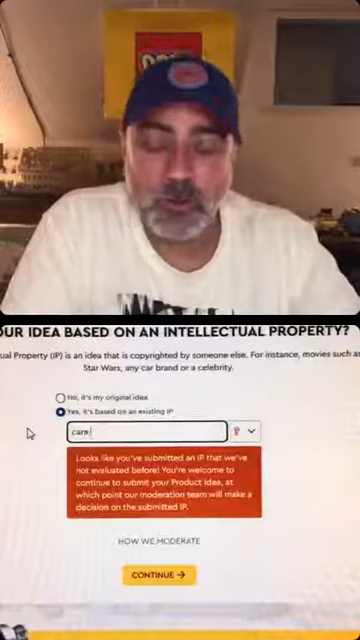 OUR IDEA BASED ON AN INTELLECTUAL PROPERTY?
ual Property (IP) is an idea that is copyrighted by someone else. For instance, movies such as
Star Wars, any car brand or a celebrity.
No, it's my original idea
Yes, it's based on an existing IP
cars
Looks like you've submitted an IP that we've
not evaluated before! You're welcome to
continue to submit your Product Idea, at
which point our moderation team will make a
decision on the submitted IP.
HOW WE MODERATE
CONTINUE →